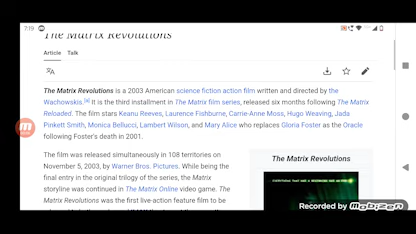 7:19
The Matrix Revolutions
Article Talk
The Matrix Revolutions is a 2003 American science fiction action film written and directed by the
Wachowskis.[a] It is the third installment in The Matrix film series, released six months following The Matrix
Reloaded. The film stars Keanu Reeves, Laurence Fishburne, Carrie-Anne Moss, Hugo Weaving, Jada
Pinkett Smith, Monica Bellucci, Lambert Wilson, and Mary Alice who replaces Gloria Foster as the Oracle
following Foster's death in 2001.
The film was released simultaneously in 108 territories on
November 5, 2003, by Warner Bros. Pictures. While being the
final entry in the original trilogy of the series, the Matrix
storyline was continued in The Matrix Online video game. The
Matrix Revolutions was the first live-action feature film to be
The Matrix Revolutions
Recorded by Mobizen